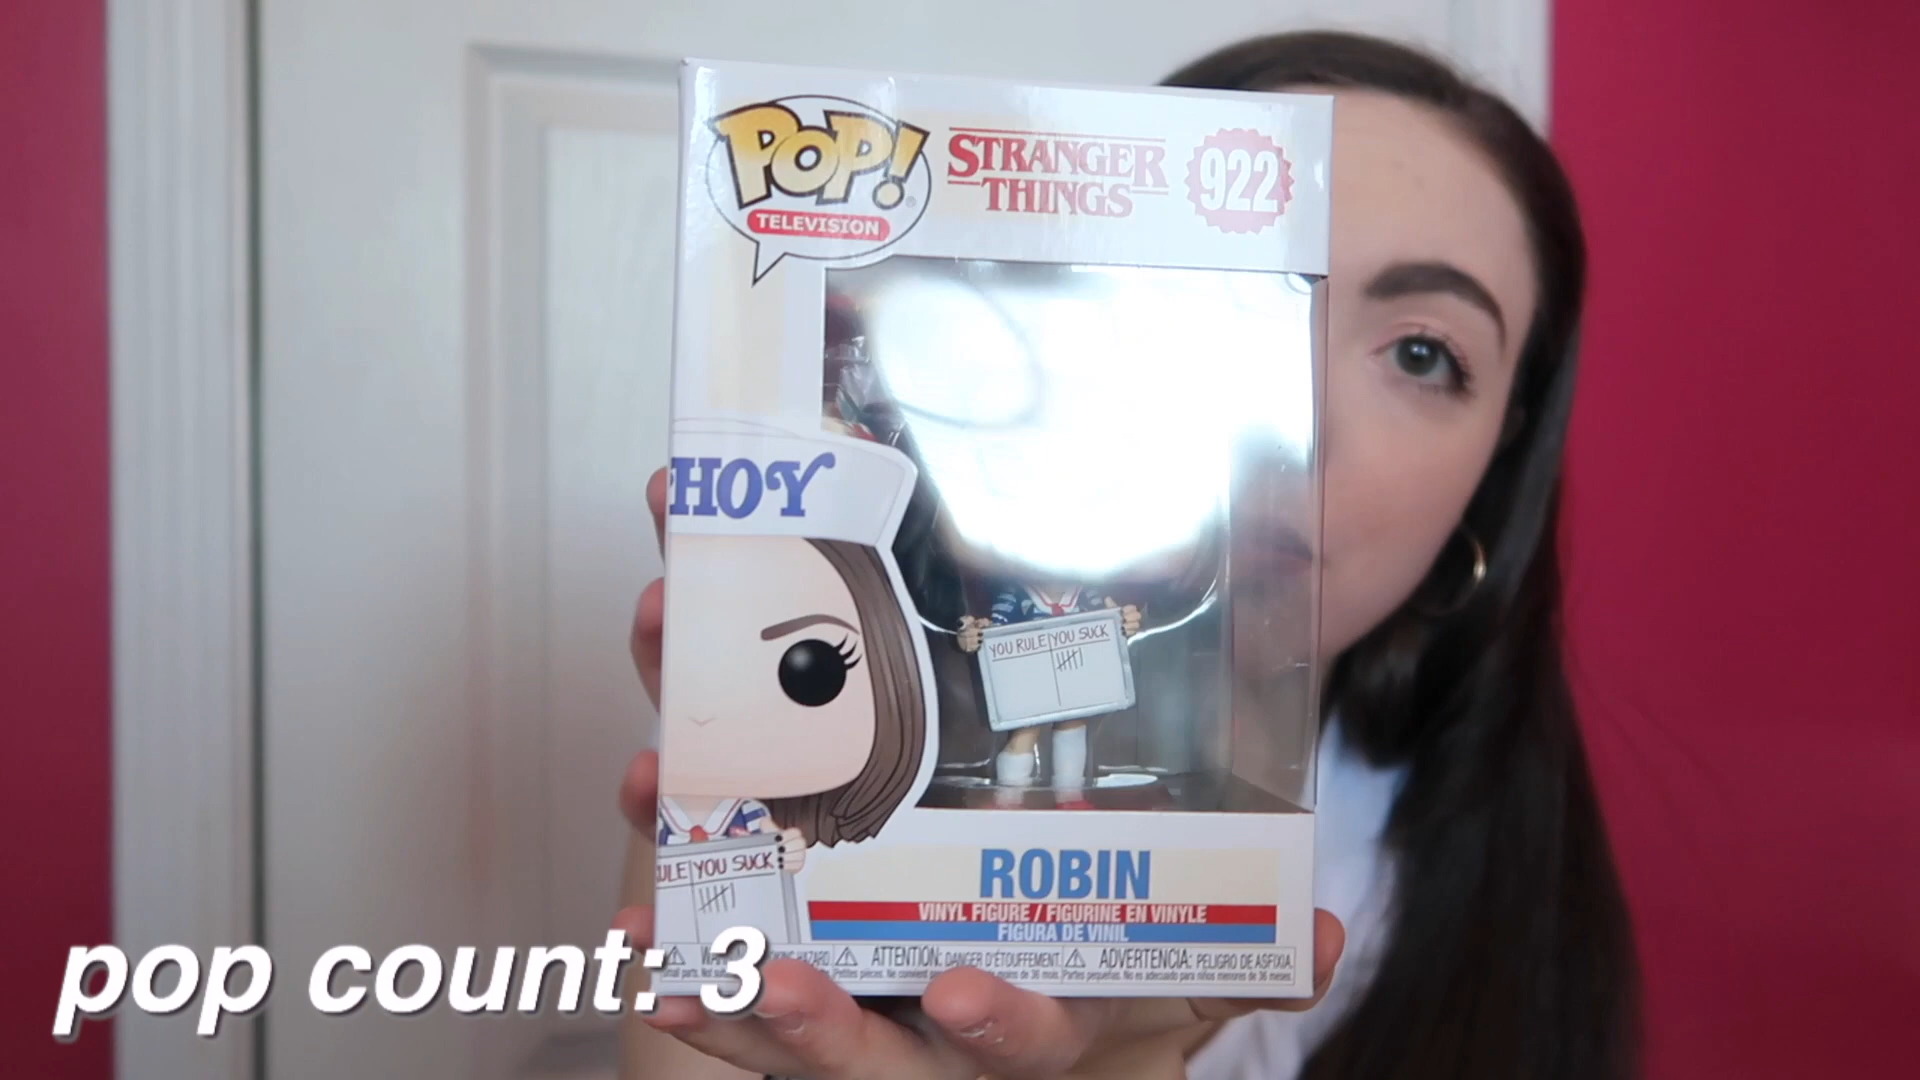 POP!
TELEVISION
STRANGER
THINGS
922
HOY
YOU RULE YOU SUCK
ULE YOU SUCK
ROBIN
VINYL FIGURE / FIGURINE EN VINYLE
FIGURA DE VINIL
ATTENTION: DANGER D'ÉTOUFFEMENT. ADVERTENCIA: PELIGRO DE ASFIXIA.
pop count: 3